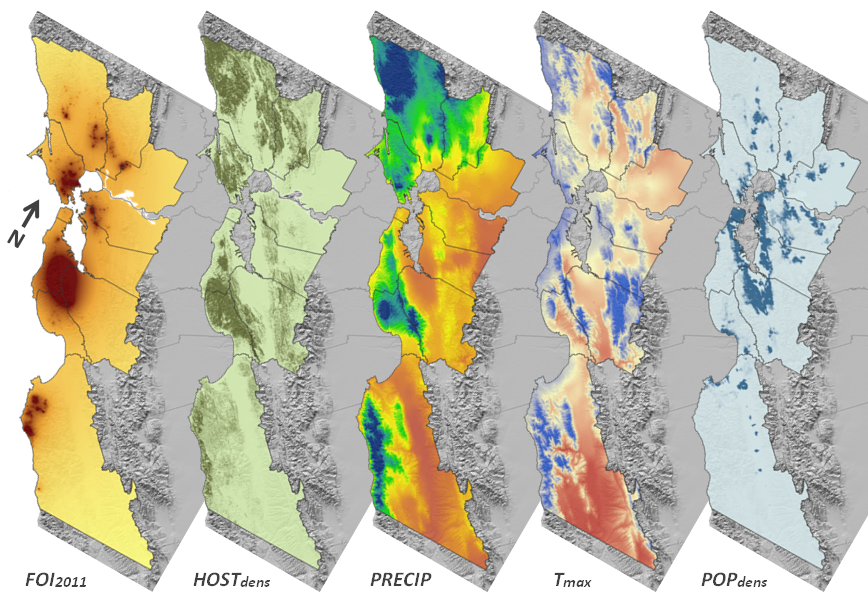 N
FOI2011
HOSTdens
PRECIP
Tmax
POPdens